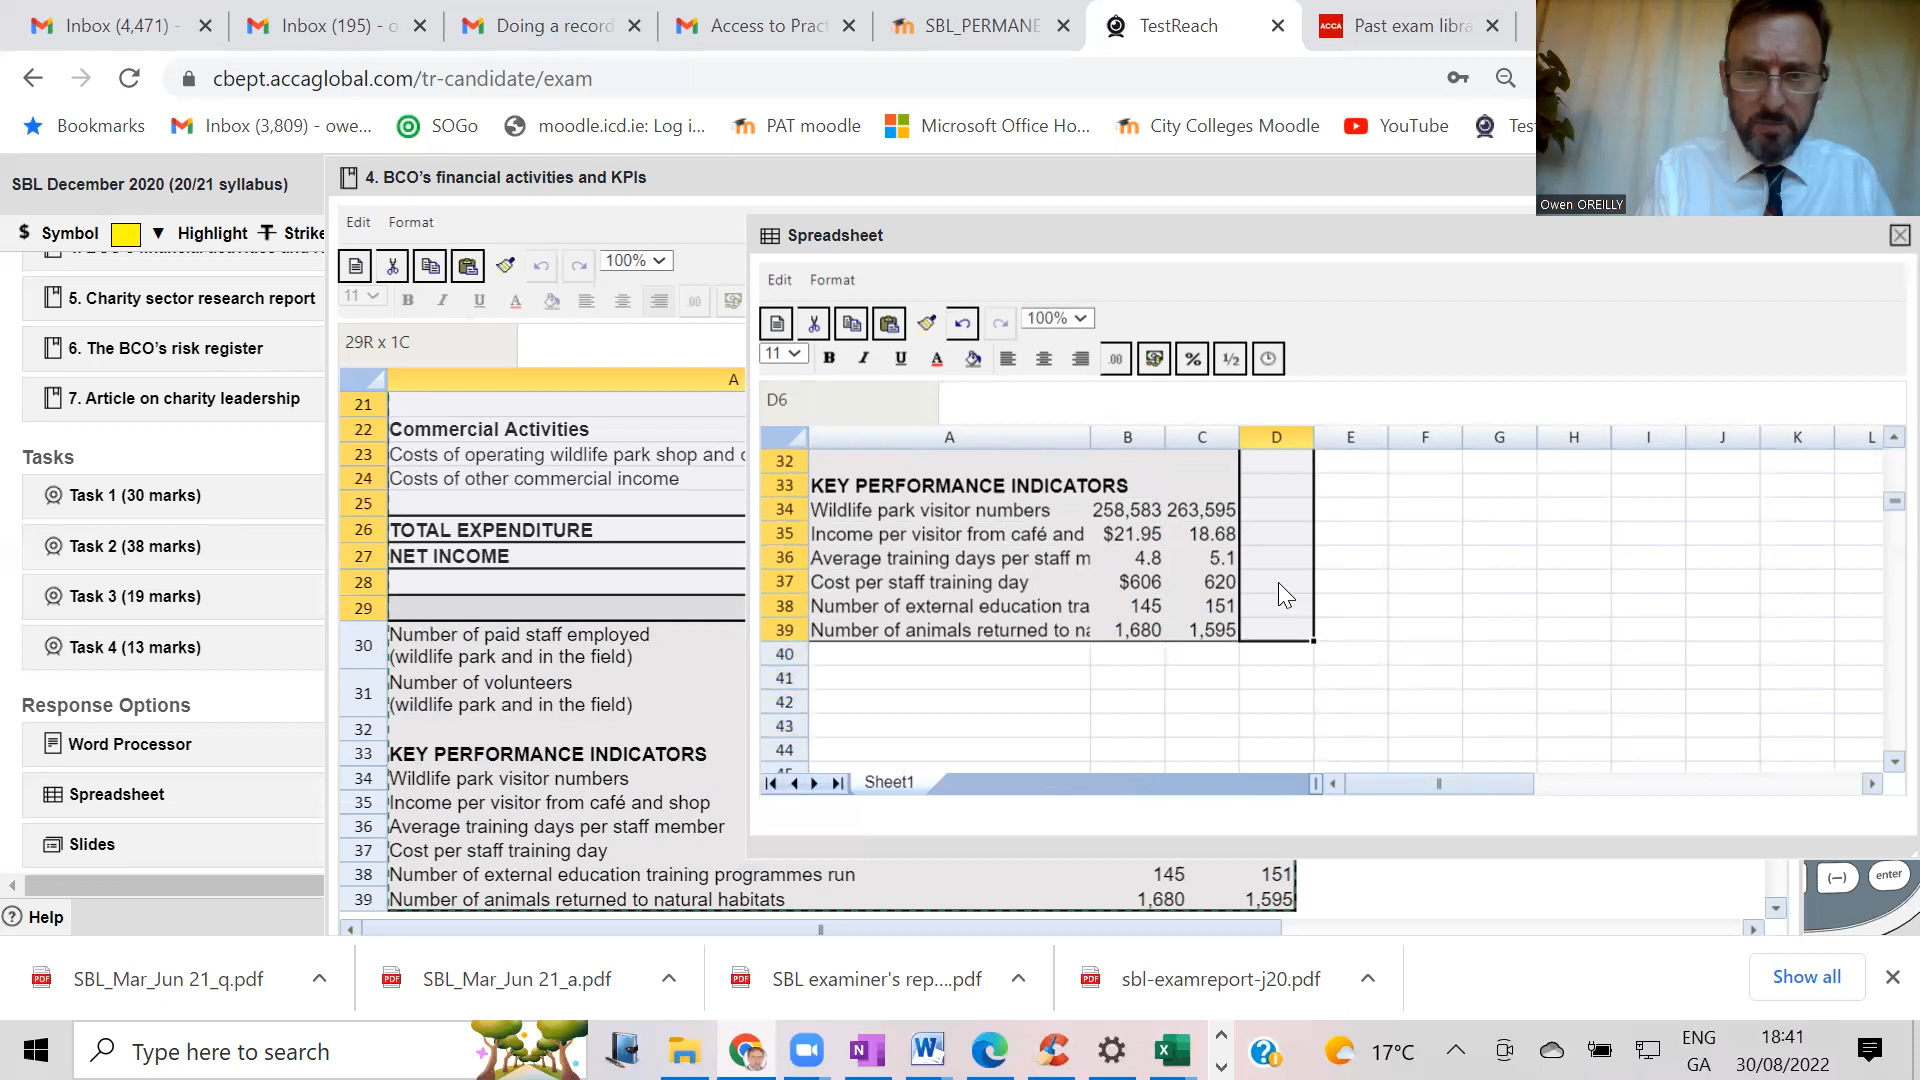 Inbox (4,471) -
Inbox (195) - o
Doing a record
Access to Pract
SBL_PERMANE
TestReach
ACCA
Past exam libra
cbept.accaglobal.com/tr-candidate/exam
Bookmarks
Inbox (3,809) - owe...
SOGo
moodle.icd.ie: Log i...
PAT moodle
Microsoft Office Ho...
City Colleges Moodle
YouTube
Owen OREILLY
SBL December 2020 (20/21 syllabus)
$ Symbol
Highlight
Strike
5. Charity sector research report
6. The BCO's risk register
7. Article on charity leadership
Tasks
Task 1 (30 marks)
Task 2 (38 marks)
Task 3 (19 marks)
Task 4 (13 marks)
Response Options
Word Processor
Spreadsheet
Slides
Help
4. BCO's financial activities and KPIs
Edit Format
100%
11 B I U A .00
29R x 1C
A
21
22 Commercial Activities
23 Costs of operating wildlife park shop and c
24 Costs of other commercial income
25
26 TOTAL EXPENDITURE
27 NET INCOME
28
29
30 Number of paid staff employed
(wildlife park and in the field)
31 Number of volunteers
(wildlife park and in the field)
32
33 KEY PERFORMANCE INDICATORS
34 Wildlife park visitor numbers
35 Income per visitor from café and shop
36 Average training days per staff member
37 Cost per staff training day
38 Number of external education training programmes run 145 151
39 Number of animals returned to natural habitats 1,680 1,595
Spreadsheet
Edit Format
100%
11 B I U A .00 % 1/2
D6
A B C D E F G H I J K L
32
33 KEY PERFORMANCE INDICATORS
34 Wildlife park visitor numbers 258,583 263,595
35 Income per visitor from café and $21.95 18.68
36 Average training days per staff m 4.8 5.1
37 Cost per staff training day $606 620
38 Number of external education tra 145 151
39 Number of animals returned to na 1,680 1,595
40
41
42
43
44
Sheet1
(—) enter
SBL_Mar_Jun 21_q.pdf
SBL_Mar_Jun 21_a.pdf
SBL examiner's rep....pdf
sbl-examreport-j20.pdf
Show all
Type here to search
17°C
ENG
GA
18:41
30/08/2022